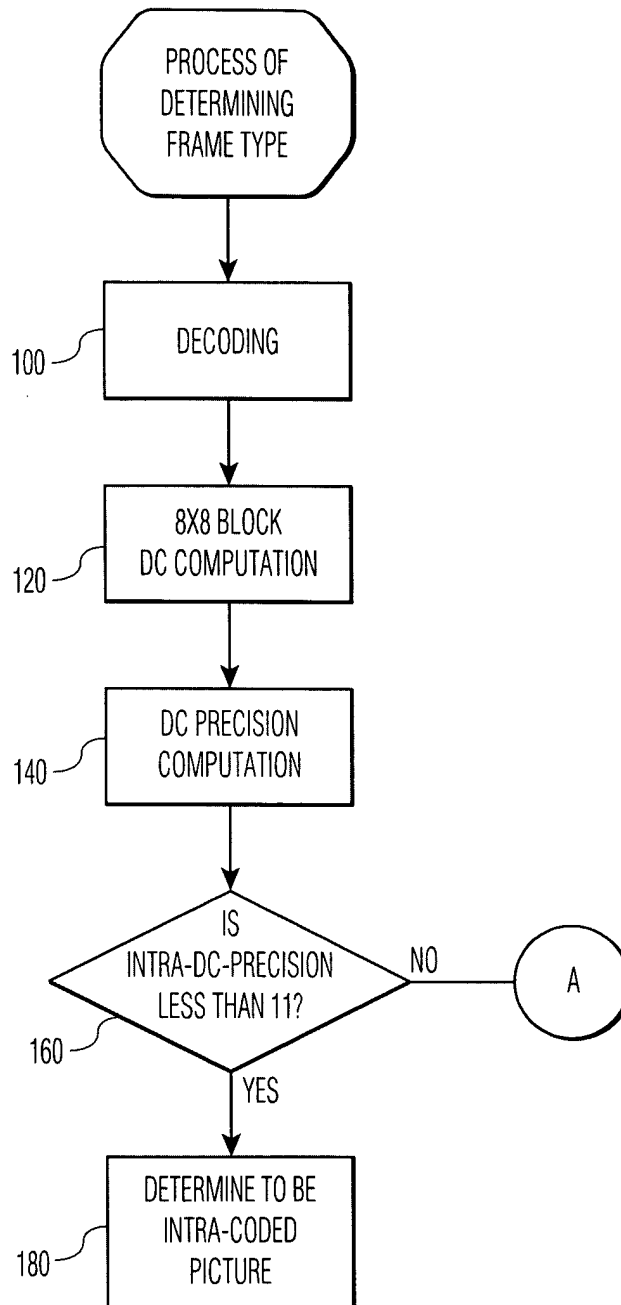 PROCESS OF
DETERMINING
FRAME TYPE
DECODING
100
8X8 BLOCK
DC COMPUTATION
120
DC PRECISION
COMPUTATION
140
IS
INTRA-DC-PRECISION
LESS THAN 11?
NO
A
160
YES
DETERMINE TO BE
INTRA-CODED
PICTURE
180